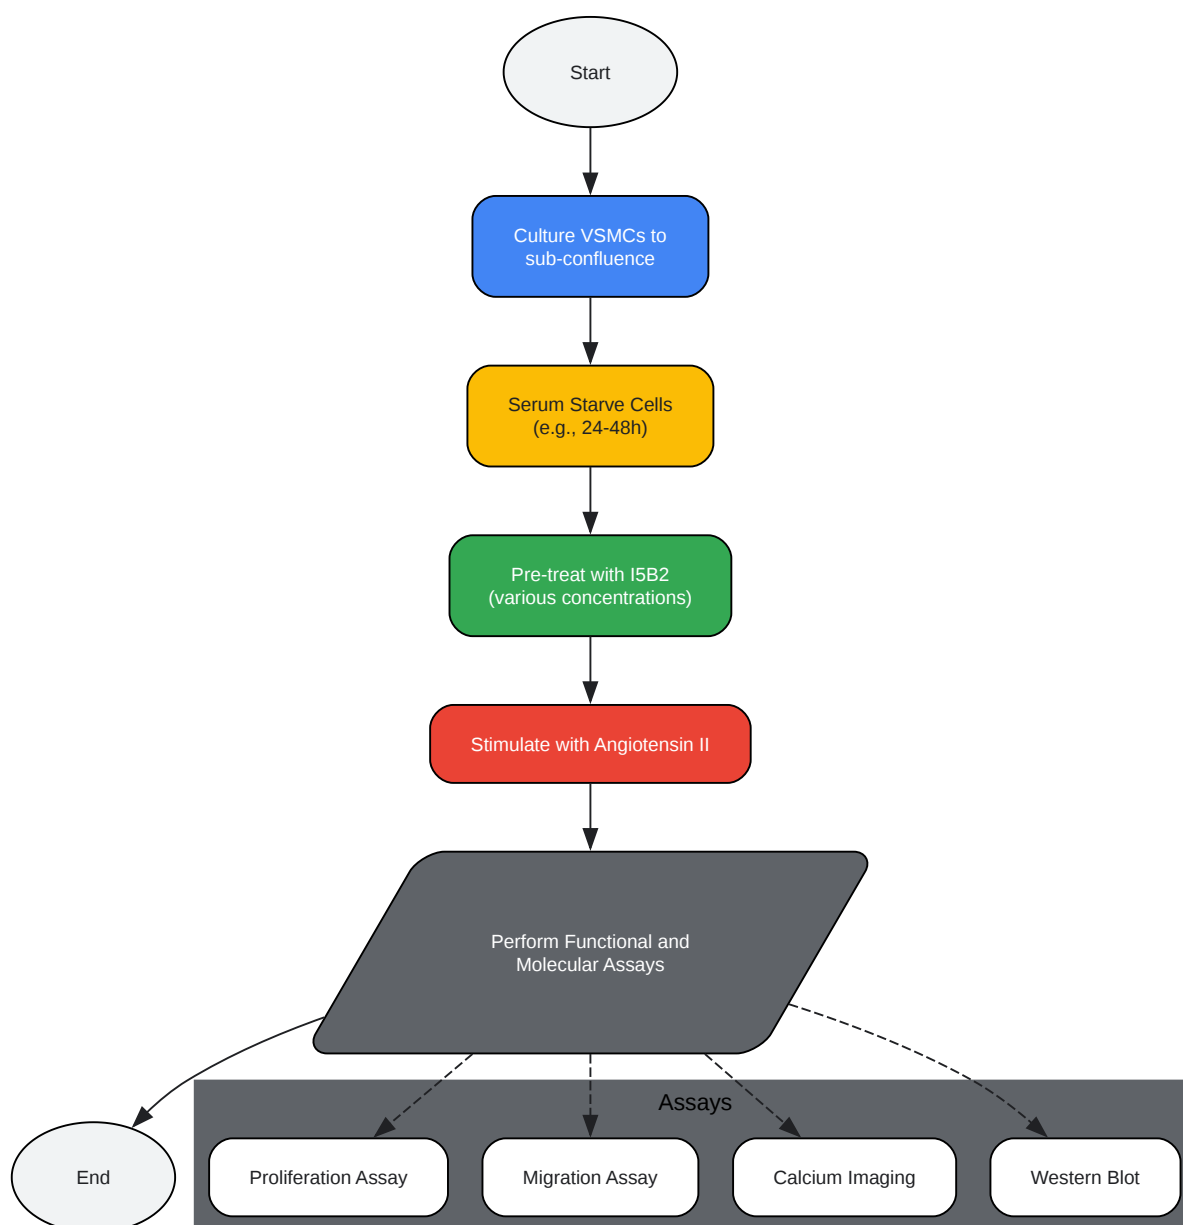 Start
Culture VSMCs to
sub-confluence
Serum Starve Cells
(e.g., 24-48h)
Pre-treat with I5B2
(various concentrations)
Stimulate with Angiotensin II
Perform Functional and
Molecular Assays
Assays
End
Proliferation Assay
Migration Assay
Calcium Imaging
Western Blot